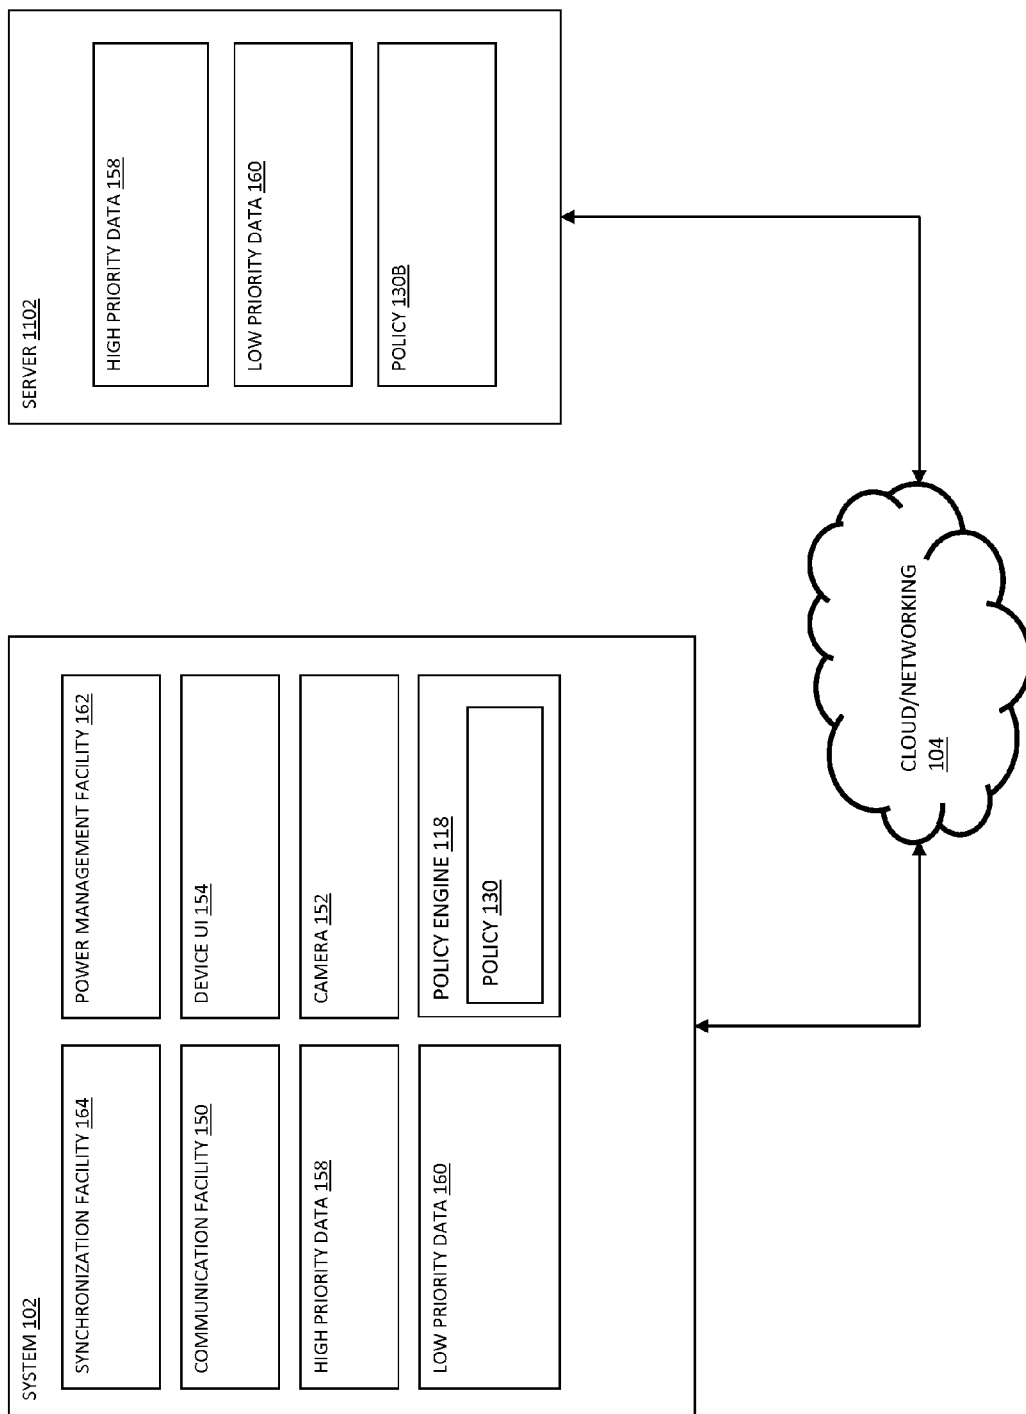 SYSTEM 102
SYNCHRONIZATION FACILITY 164
POWER MANAGEMENT FACILITY 162
COMMUNICATION FACILITY 150
DEVICE UI 154
HIGH PRIORITY DATA 158
CAMERA 152
LOW PRIORITY DATA 160
POLICY ENGINE 118
POLICY 130
SERVER 1102
HIGH PRIORITY DATA 158
LOW PRIORITY DATA 160
POLICY 130B
CLOUD/NETWORKING
104